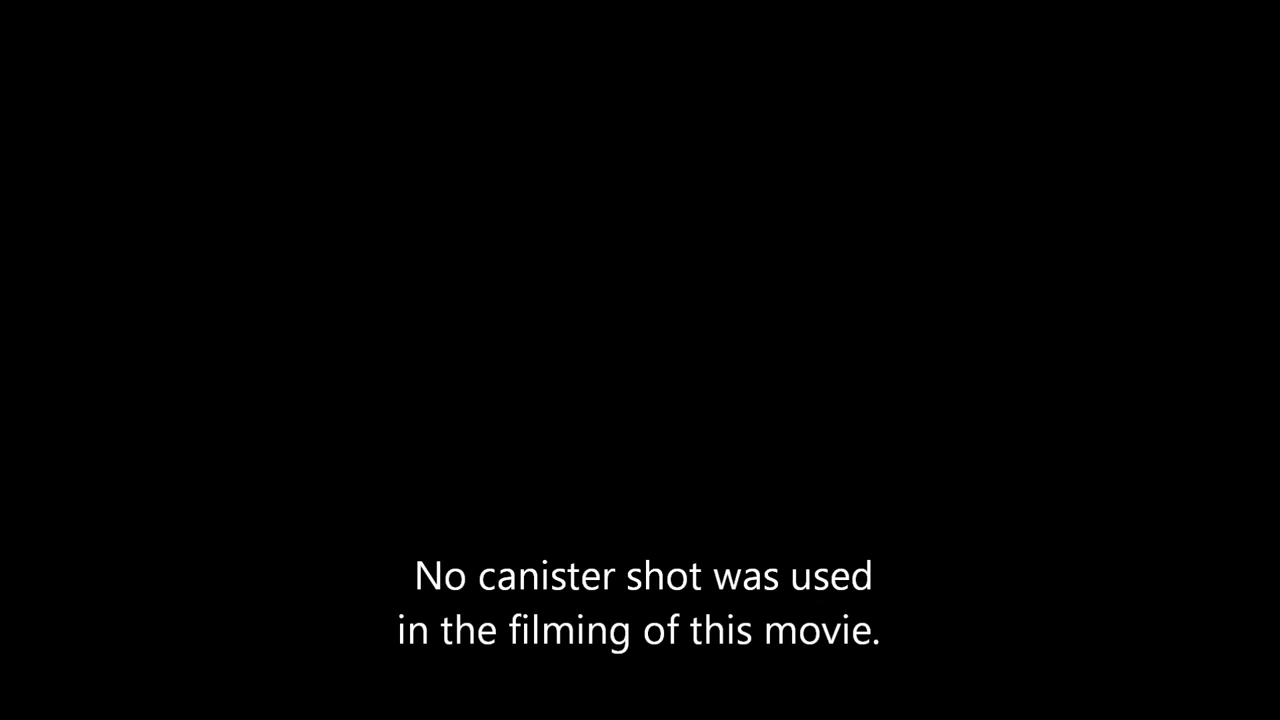 No canister shot was used
in the filming of this movie.